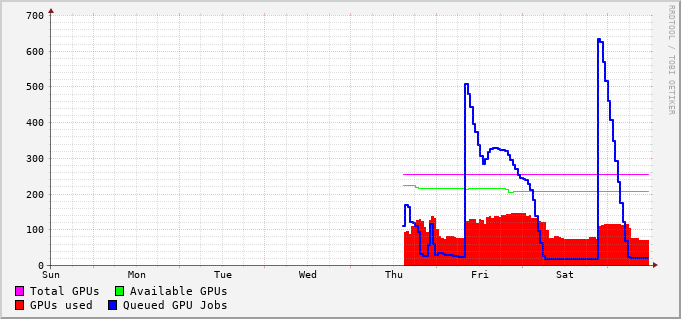 700
600
500
400
300
200
100
0
Sun Mon Tue Wed Thu Fri Sat
Total GPUs Available GPUs
GPUs used Queued GPU Jobs
RRDTOOL / TOBI OETIKER